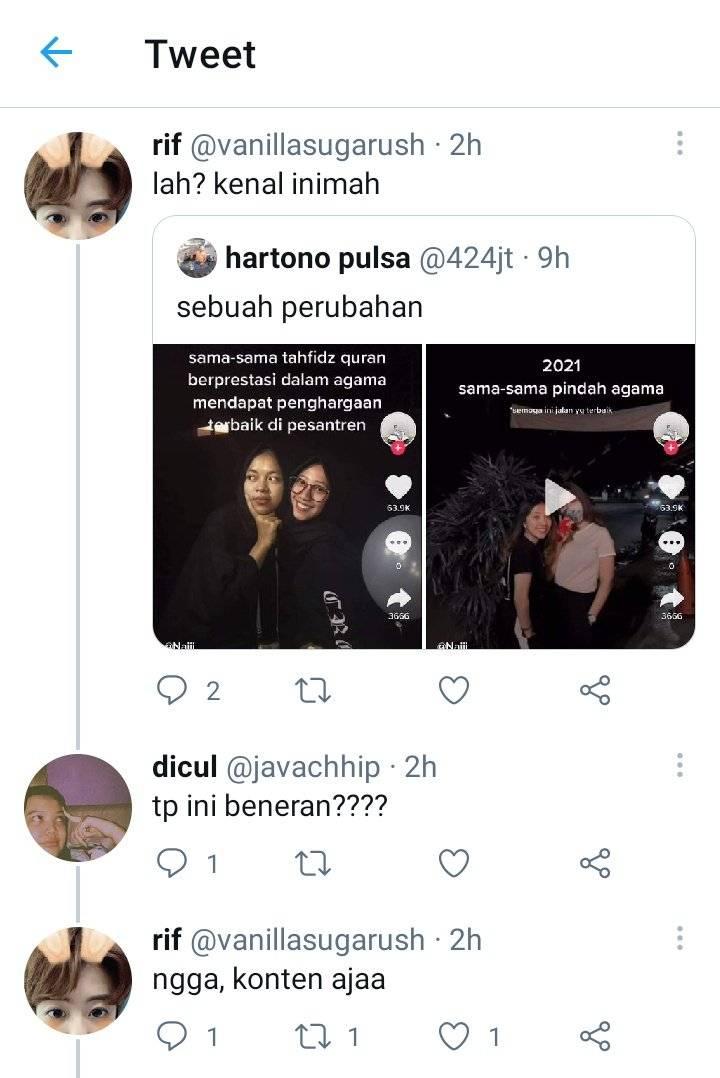 Tweet
rif @vanillasugarush · 2h
lah? kenal inimah
hartono pulsa @424jt · 9h
sebuah perubahan
sama-sama tahfidz quran
berprestasi dalam agama
mendapat penghargaan
terbaik di pesantren
63.9K
0
3666
@Naiii
2021
sama-sama pindah agama
*semoga ini jalan yg terbaik
63.9K
0
3666
@Naiii
2
dicul @javachhip · 2h
tp ini beneran????
1
rif @vanillasugarush · 2h
ngga, konten ajaa
1 1 1